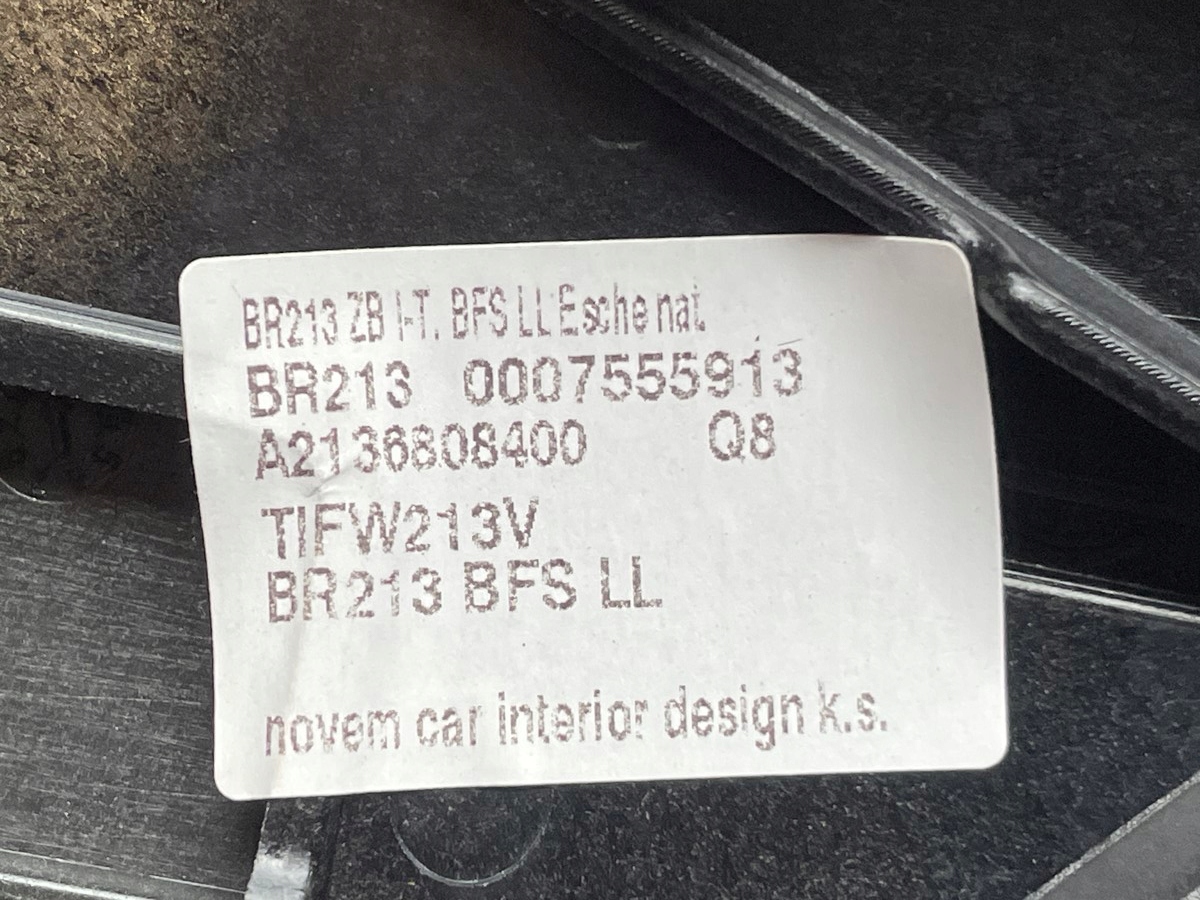 BR213 ZB I-T. BFS LL Esche nat.
BR213 0007555913
A2136808400 Q8
TIFW213V
BR213 BFS LL
novem car interior design k.s.